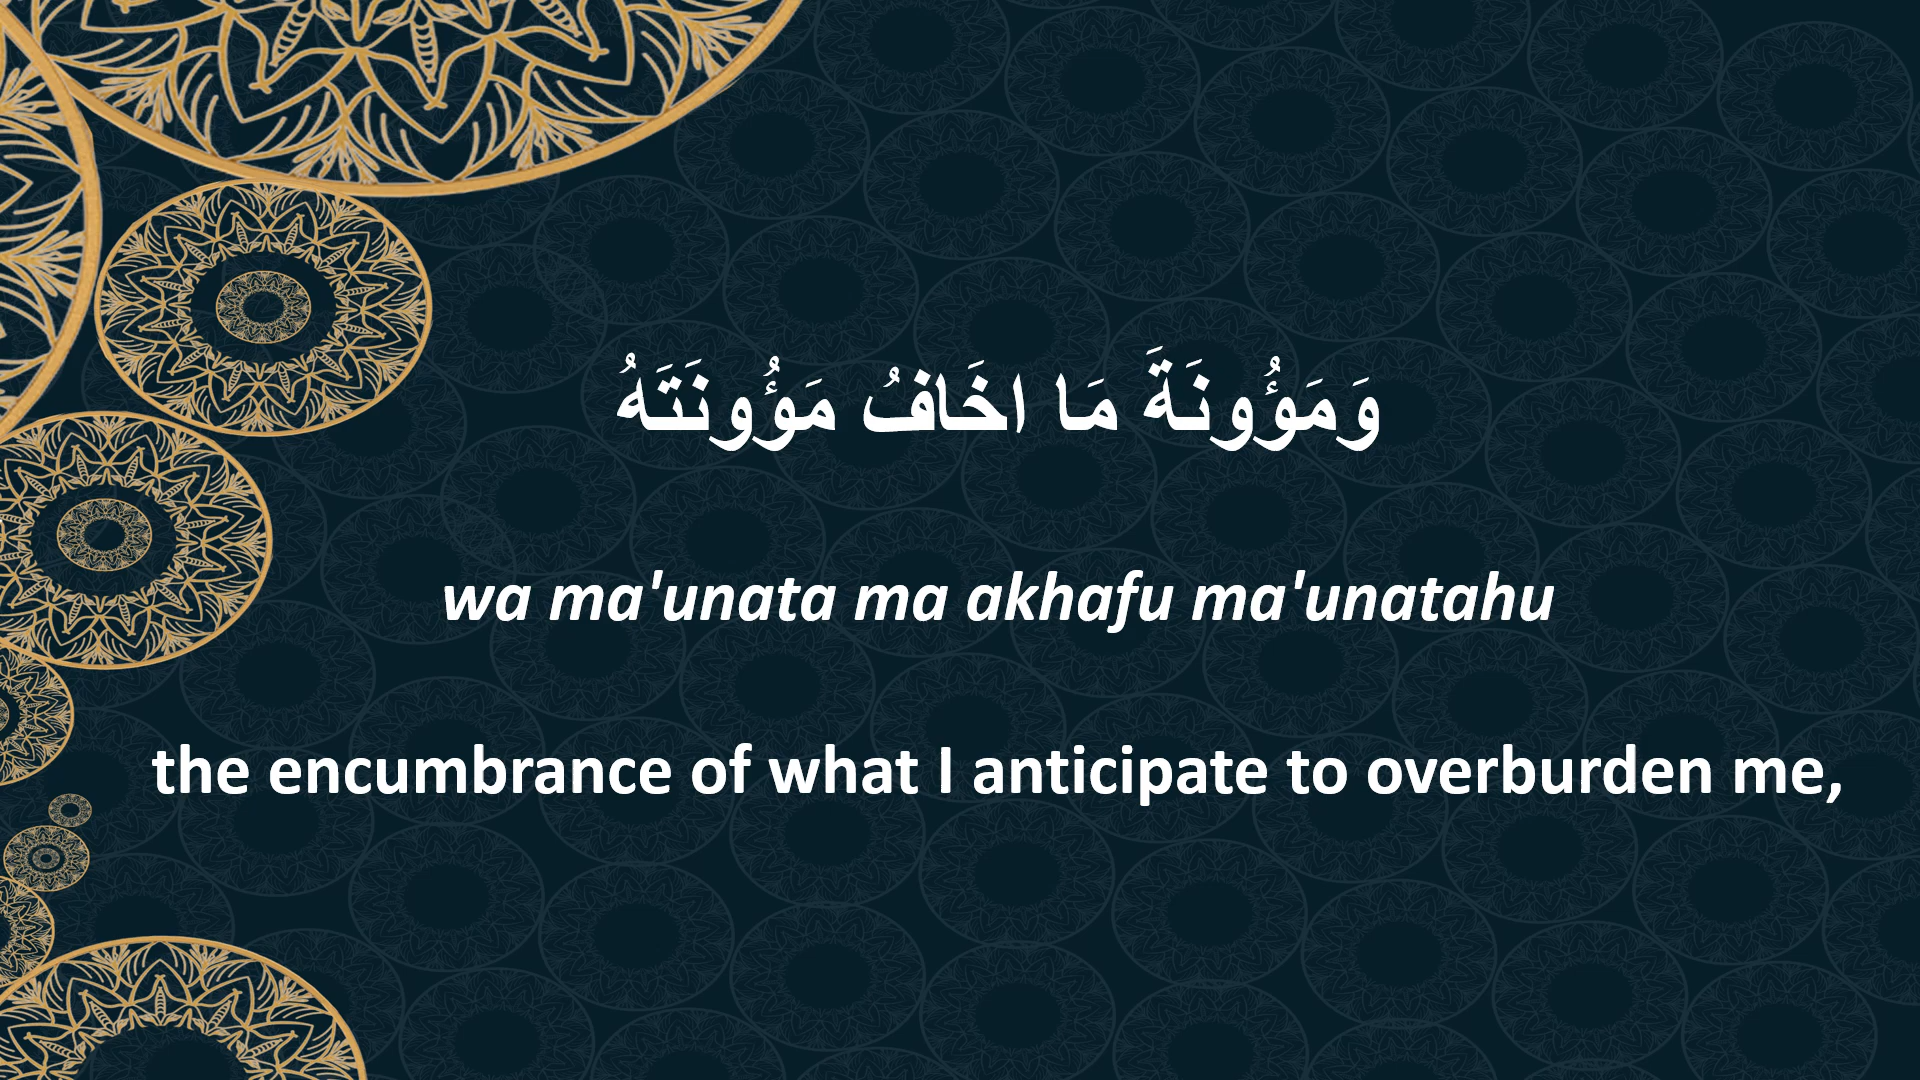 وَمَؤُونَةَ مَا اخَافُ مَؤُونَتَهُ
wa ma'unata ma akhafu ma'unatahu
the encumbrance of what I anticipate to overburden me,